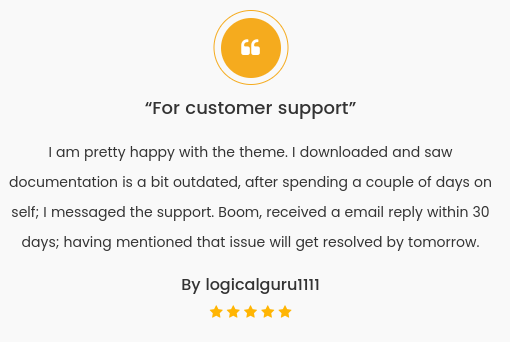 “For customer support”
I am pretty happy with the theme. I downloaded and saw
documentation is a bit outdated, after spending a couple of days on
self; I messaged the support. Boom, received a email reply within 30
days; having mentioned that issue will get resolved by tomorrow.
By logicalguru1111